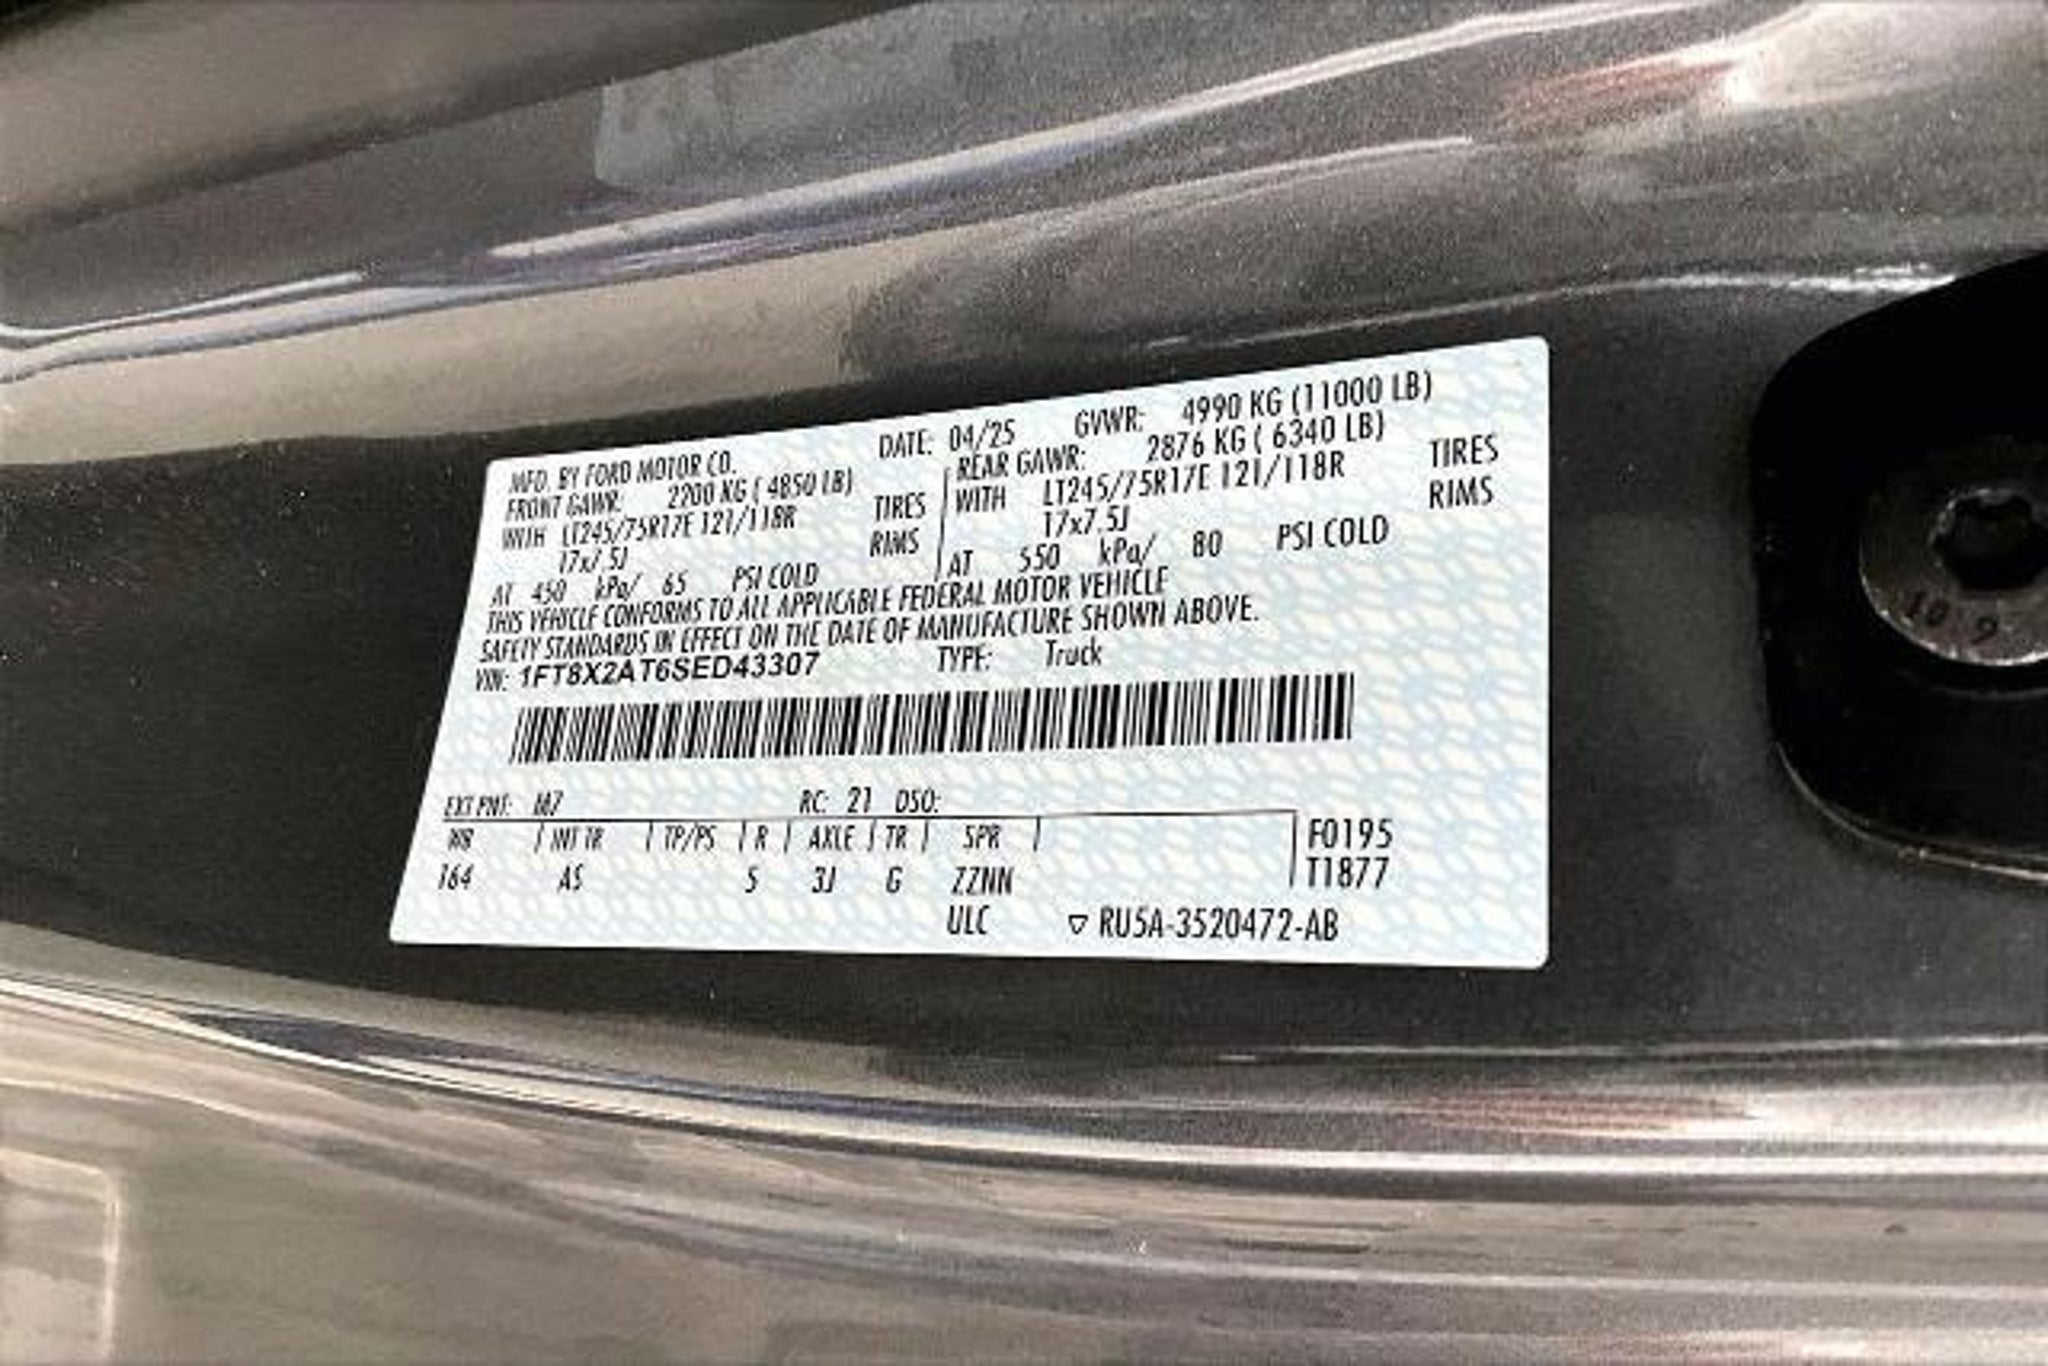 MFD. BY FORD MOTOR CO. DATE: 04/25 GVWR: 4990 KG (11000 LB)
FRONT GAWR: 2200 KG ( 4850 LB) REAR GAWR: 2876 KG ( 6340 LB)
WITH LT245/75R17E 121/118R TIRES WITH LT245/75R17E 121/118R TIRES
17x7.5J RIMS 17x7.5J RIMS
AT 450 kPa/ 65 PSI COLD AT 550 kPa/ 80 PSI COLD
THIS VEHICLE CONFORMS TO ALL APPLICABLE FEDERAL MOTOR VEHICLE
SAFETY STANDARDS IN EFFECT ON THE DATE OF MANUFACTURE SHOWN ABOVE.
VIN: 1FT8X2AT6SED43307 TYPE: Truck
EXT PNT: M7 RC: 21 DSO:
WB INT TR TP/PS R AXLE TR SPR F0195
164 AS 5 3J G ZZNN T1877
ULC RU5A-3520472-AB
10 9